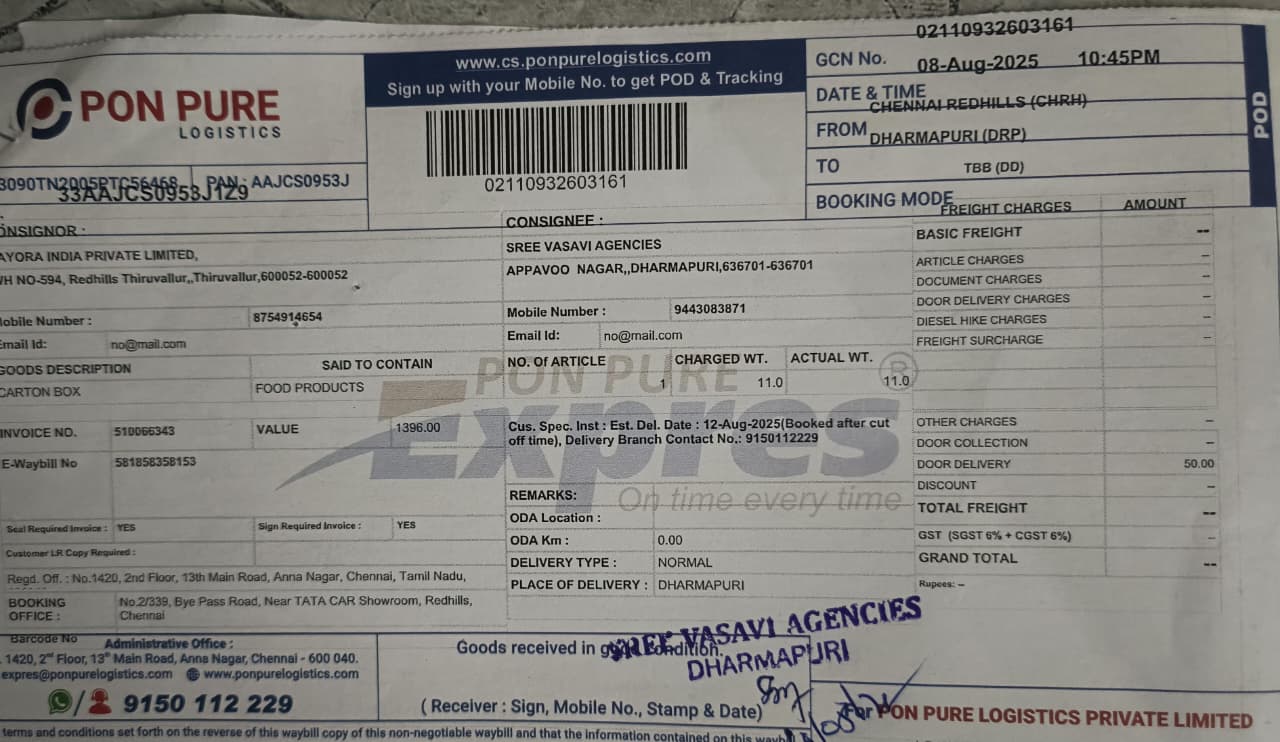 PON PURE
LOGISTICS
www.cs.ponpurelogistics.com
Sign up with your Mobile No. to get POD & Tracking
02110932603161
02110932603161
GCN No.
08-Aug-2025 10:45PM
DATE & TIME
CHENNAI REDHILLS (CHRH)
FROM
DHARMAPURI (DRP)
TO
TBB (DD)
BOOKING MODE
POD
3090TN2005PTC56468 PAN : AAJCS0953J
33AAJCS0953J1Z9
ONSIGNOR :
AYORA INDIA PRIVATE LIMITED,
WH NO-594, Redhills Thiruvallur,,Thiruvallur,600052-600052
Mobile Number : 8754914654
Email Id: no@mail.com
CONSIGNEE :
SREE VASAVI AGENCIES
APPAVOO NAGAR,,DHARMAPURI,636701-636701
Mobile Number : 9443083871
Email Id: no@mail.com
FREIGHT CHARGES AMOUNT
BASIC FREIGHT --
ARTICLE CHARGES --
DOCUMENT CHARGES --
DOOR DELIVERY CHARGES --
DIESEL HIKE CHARGES --
FREIGHT SURCHARGE --
OTHER CHARGES --
DOOR COLLECTION --
DOOR DELIVERY 50.00
DISCOUNT --
TOTAL FREIGHT --
GST (SGST 6% + CGST 6%) --
GRAND TOTAL --
Rupees: --
GOODS DESCRIPTION SAID TO CONTAIN
CARTON BOX FOOD PRODUCTS
NO. Of ARTICLE CHARGED WT. ACTUAL WT.
1 11.0 11.0
PON PURE
Expres ®
On time every time
INVOICE NO. 510066343 VALUE 1396.00
E-Waybill No 581858358153
Cus. Spec. Inst : Est. Del. Date : 12-Aug-2025(Booked after cut
off time), Delivery Branch Contact No.: 9150112229
REMARKS:
ODA Location :
ODA Km : 0.00
DELIVERY TYPE : NORMAL
PLACE OF DELIVERY : DHARMAPURI
Seal Required Invoice : YES Sign Required Invoice : YES
Customer LR Copy Required :
Regd. Off. : No.1420, 2nd Floor, 13th Main Road, Anna Nagar, Chennai, Tamil Nadu,
BOOKING OFFICE : No.2/339, Bye Pass Road, Near TATA CAR Showroom, Redhills,
Chennai
Barcode No
Administrative Office :
1420, 2nd Floor, 13th Main Road, Anna Nagar, Chennai - 600 040.
expres@ponpurelogistics.com www.ponpurelogistics.com
9150 112 229
Goods received in good condition.
SREE VASAVI AGENCIES
DHARMAPURI
( Receiver : Sign, Mobile No., Stamp & Date)
For PON PURE LOGISTICS PRIVATE LIMITED
terms and conditions set forth on the reverse of this waybill copy of this non-negotiable waybill and that the information contained on this waybill